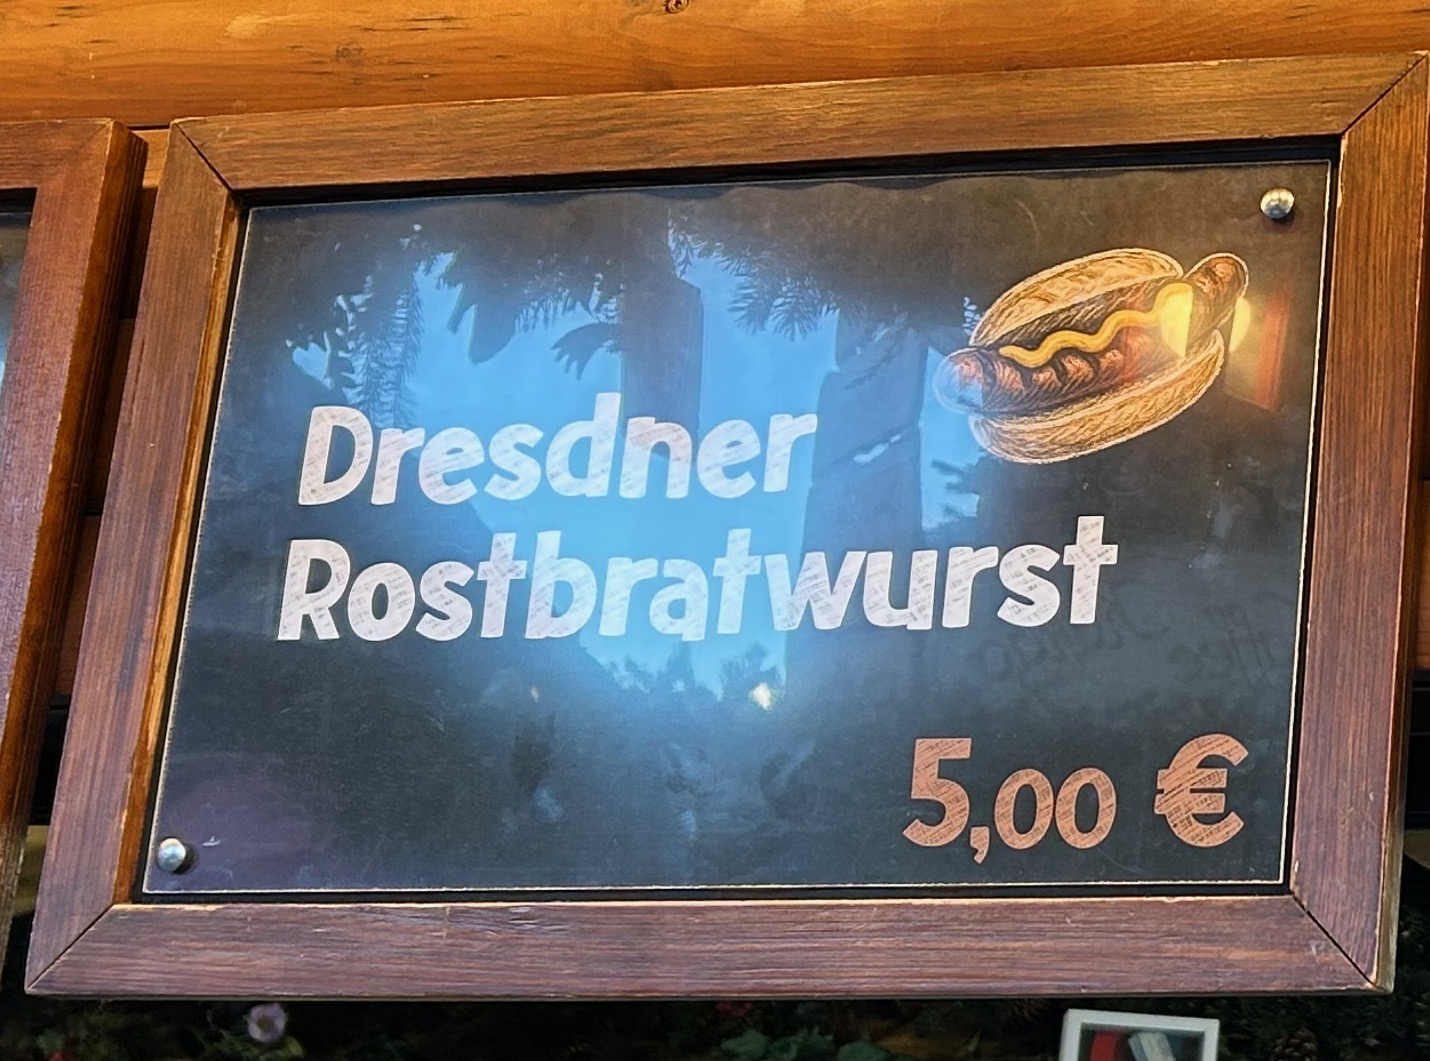 Dresdner
Rostbratwurst
5,00 €